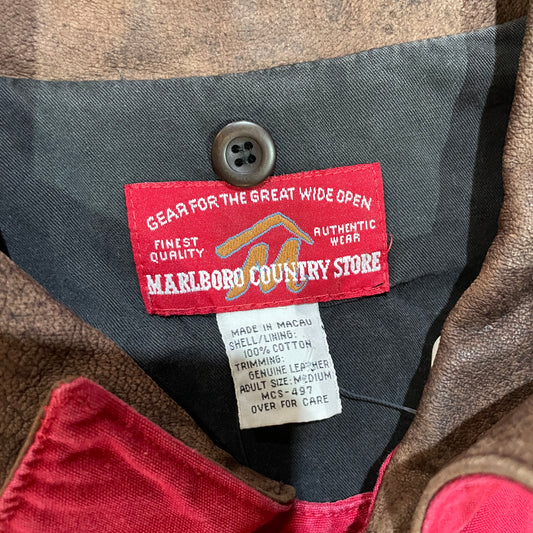 GEAR FOR THE GREAT WIDE OPEN
FINEST QUALITY
AUTHENTIC WEAR
M
MARLBORO COUNTRY STORE
MADE IN MACAU
SHELL/LINING:
100% COTTON
TRIMMING:
GENUINE LEATHER
ADULT SIZE: MEDIUM
MCS-497
OVER FOR CARE